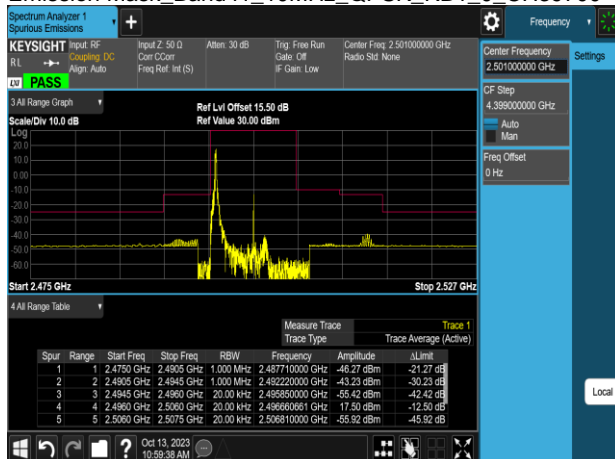 Spectrum Analyzer 1
Spurious Emissions
Frequency
KEYSIGHT
Input: RF
Coupling: DC
Align: Auto
Input Z: 50 Ω
Corr CCorr
Freq Ref: Int (S)
Atten: 30 dB
Trig: Free Run
Gate: Off
IF Gain: Low
Center Freq: 2.501000000 GHz
Radio Std: None
RL
LXI
PASS
Center Frequency
2.501000000 GHz
Settings
CF Step
4.399000000 GHz
Auto
Man
Freq Offset
0 Hz
3 All Range Graph
Scale/Div 10.0 dB
Ref Lvl Offset 15.50 dB
Ref Value 30.00 dBm
Log
20.0
10.0
0.00
-10.0
-20.0
-30.0
-40.0
-50.0
-60.0
Start 2.475 GHz
Stop 2.527 GHz
4 All Range Table
Measure Trace Trace 1
Trace Type Trace Average (Active)
Spur Range Start Freq Stop Freq RBW Frequency Amplitude ΔLimit
1 1 2.4750 GHz 2.4905 GHz 1.000 MHz 2.487710000 GHz -46.27 dBm -21.27 dB
2 2 2.4905 GHz 2.4945 GHz 1.000 MHz 2.492220000 GHz -43.23 dBm -30.23 dB
3 3 2.4945 GHz 2.4960 GHz 20.00 kHz 2.495850000 GHz -55.42 dBm -42.42 dB
4 4 2.4960 GHz 2.5060 GHz 20.00 kHz 2.496660661 GHz 17.50 dBm -12.50 dB
5 5 2.5060 GHz 2.5075 GHz 20.00 kHz 2.506810000 GHz -55.92 dBm -45.92 dB
Local
Oct 13, 2023
10:59:38 AM